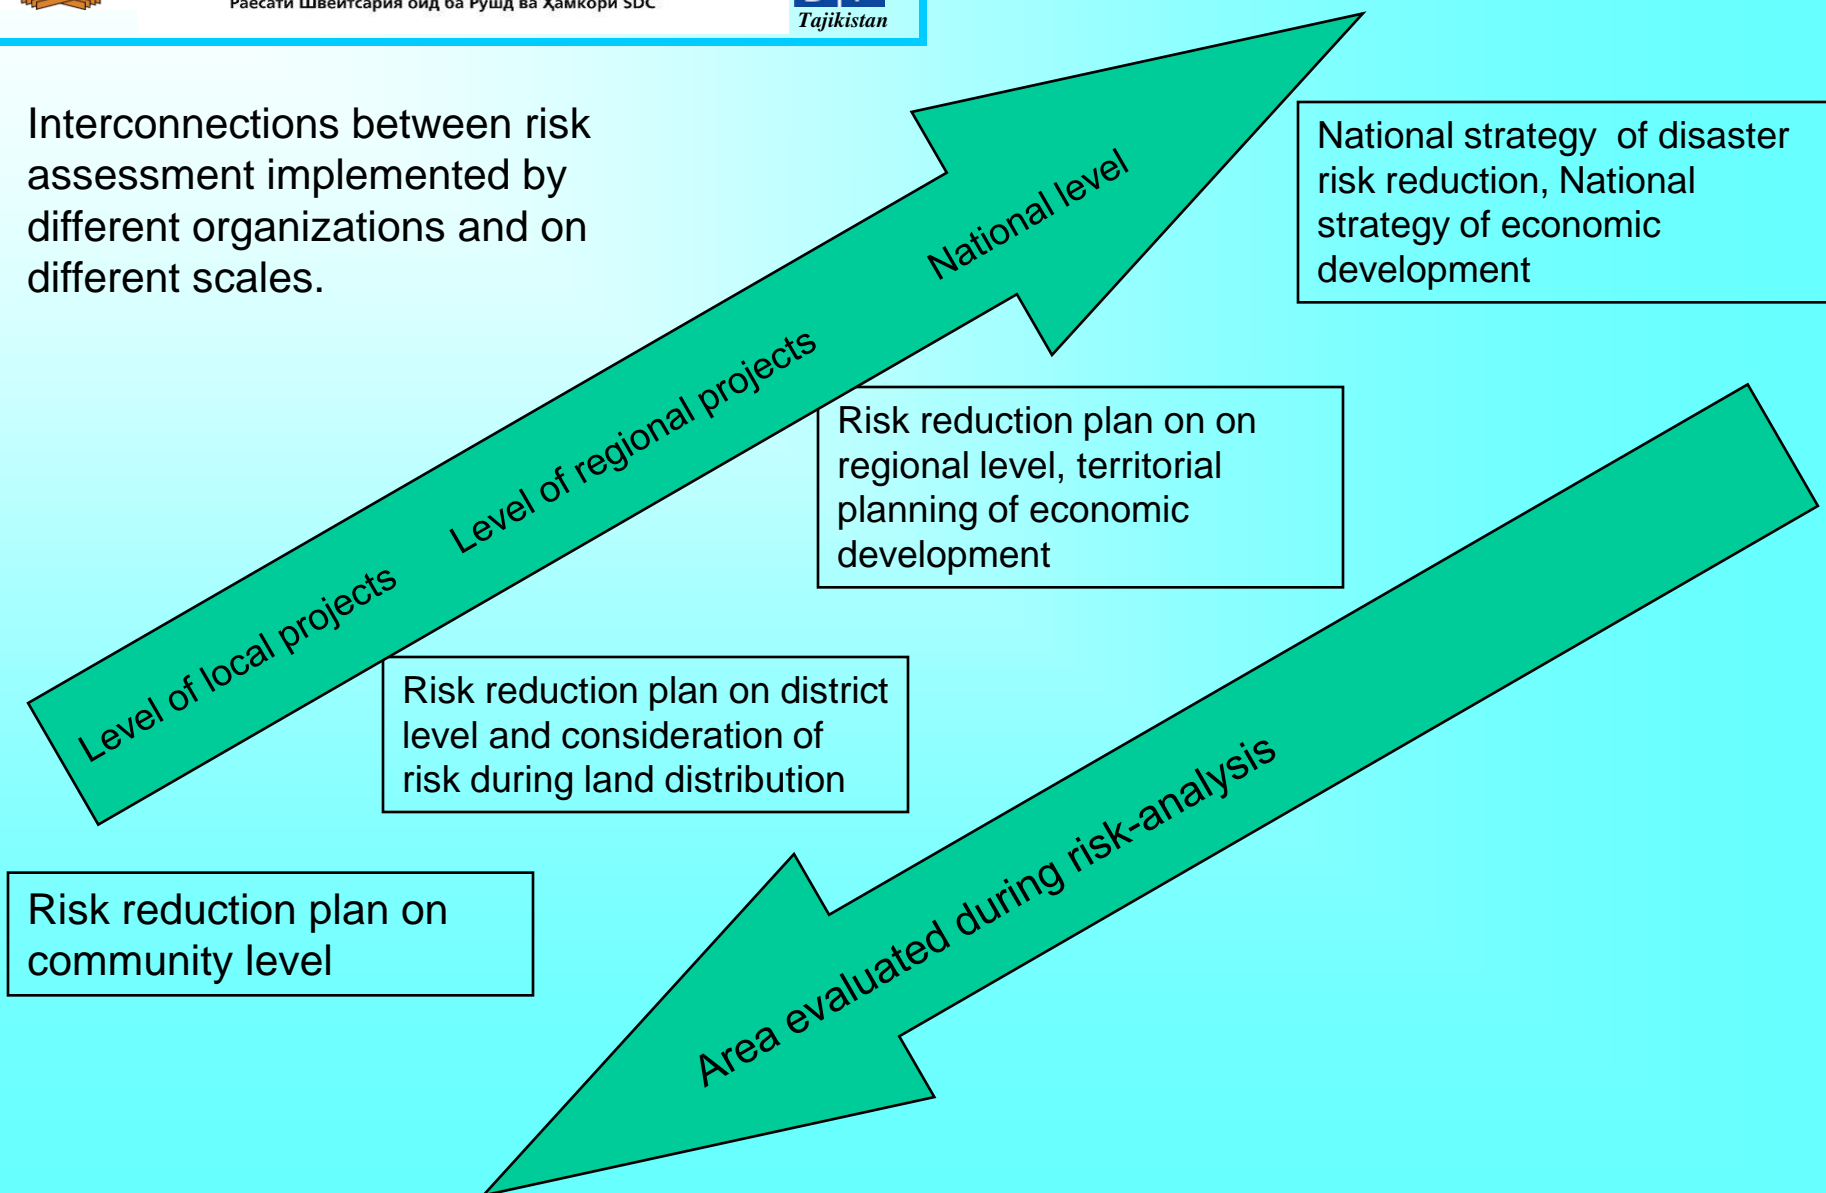 Раёсати Швейтсария оид ба Рушд ва Ҳамкорӣ SDC
Tajikistan
Interconnections between risk
assessment implemented by
different organizations and on
different scales.
National level
National strategy of disaster
risk reduction, National
strategy of economic
development
Level of regional projects
Risk reduction plan on on
regional level, territorial
planning of economic
development
Level of local projects
Risk reduction plan on district
level and consideration of
risk during land distribution
Area evaluated during risk-analysis
Risk reduction plan on
community level